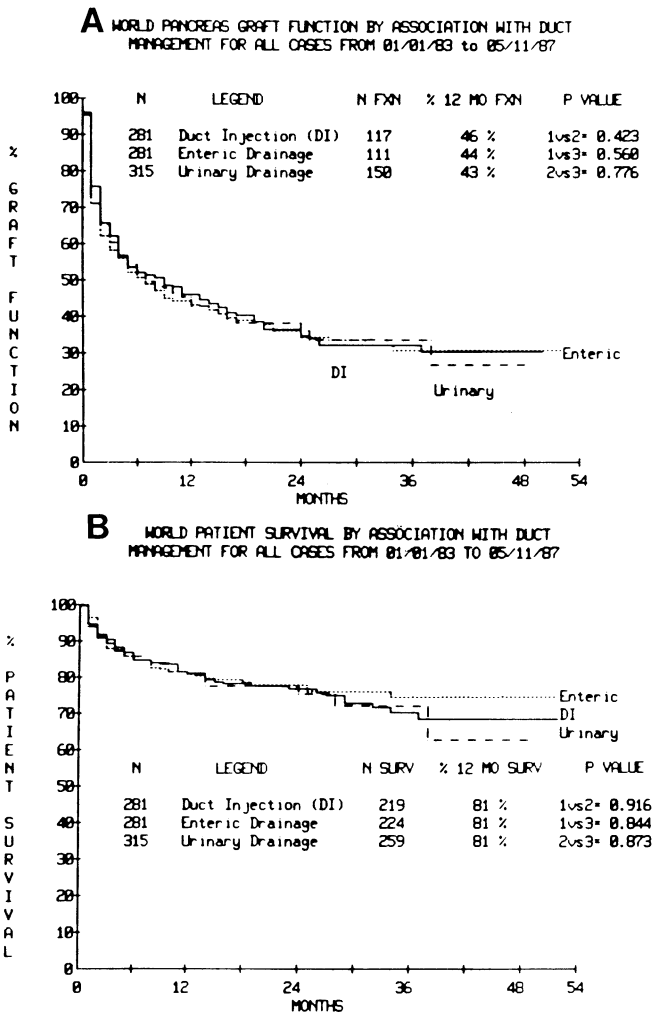 A WORLD PANCREAS GRAFT FUNCTION BY ASSOCIATION WITH DUCT
MANAGEMENT FOR ALL CASES FROM 01/01/83 to 05/11/87
N LEGEND N FXN % 12 MO FXN P VALUE
281 Duct Injection (DI) 117 46 % 1vs2= 0.423
281 Enteric Drainage 111 44 % 1vs3= 0.560
315 Urinary Drainage 150 43 % 2vs3= 0.776
% GRAFT FUNCTION
100
90
80
70
60
50
40
30
20
10
0
Enteric
DI
Urinary
0 12 24 36 48 54
MONTHS
B WORLD PATIENT SURVIVAL BY ASSOCIATION WITH DUCT
MANAGEMENT FOR ALL CASES FROM 01/01/83 TO 05/11/87
% PATIENT SURVIVAL
100
90
80
70
60
50
40
30
20
10
0
Enteric
DI
Urinary
N LEGEND N SURV % 12 MO SURV P VALUE
281 Duct Injection (DI) 219 81 % 1vs2= 0.916
281 Enteric Drainage 224 81 % 1vs3= 0.844
315 Urinary Drainage 259 81 % 2vs3= 0.873
0 12 24 36 48 54
MONTHS